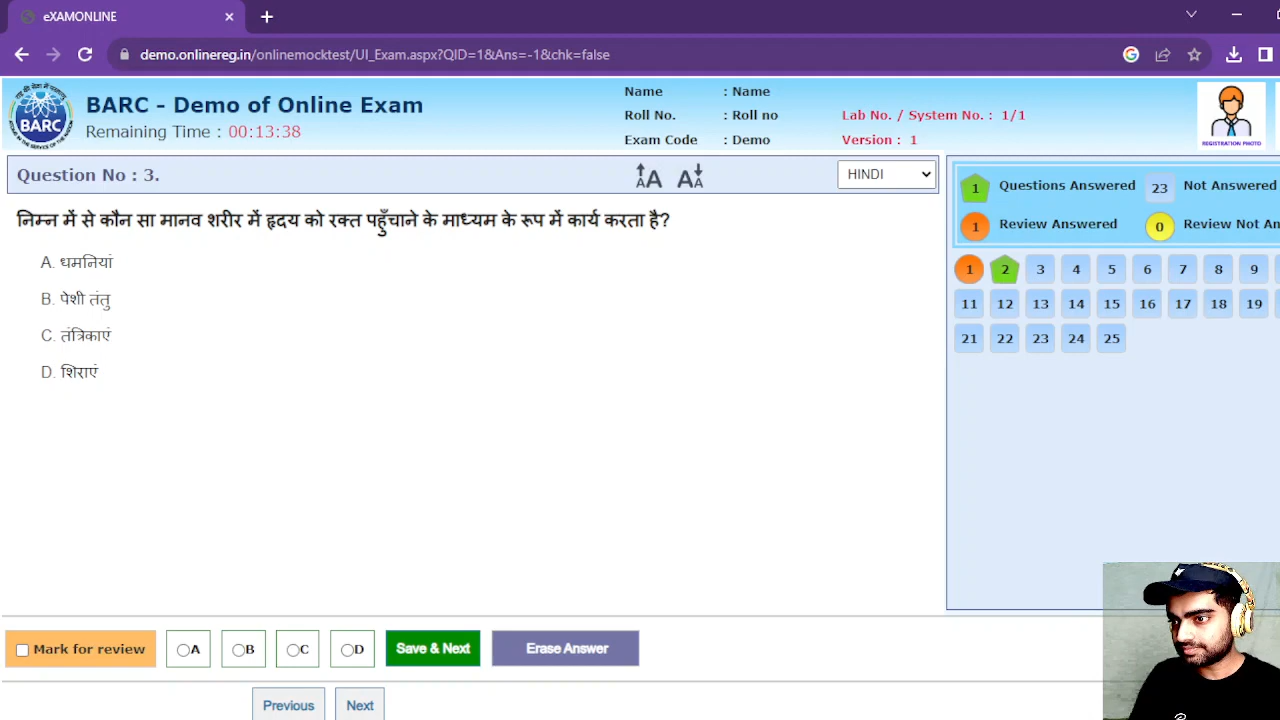 eXAMONLINE
demo.onlinereg.in/onlinemocktest/UI_Exam.aspx?QID=1&Ans=-1&chk=false
BARC
BARC - Demo of Online Exam
Remaining Time : 00:13:38
Name : Name
Roll No. : Roll no
Exam Code : Demo
Lab No. / System No. : 1/1
Version : 1
REGISTRATION PHOTO
Question No : 3.
AA AA
HINDI
निम्न में से कौन सा मानव शरीर में हृदय को रक्त पहुँचाने के माध्यम के रूप में कार्य करता है?
A. धमनियां
B. पेशी तंतु
C. तंत्रिकाएं
D. शिराएं
1 Questions Answered 23 Not Answered
1 Review Answered 0 Review Not
1 2 3 4 5 6 7 8 9
11 12 13 14 15 16 17 18 19
21 22 23 24 25
Mark for review A B C D Save & Next Erase Answer
Previous Next